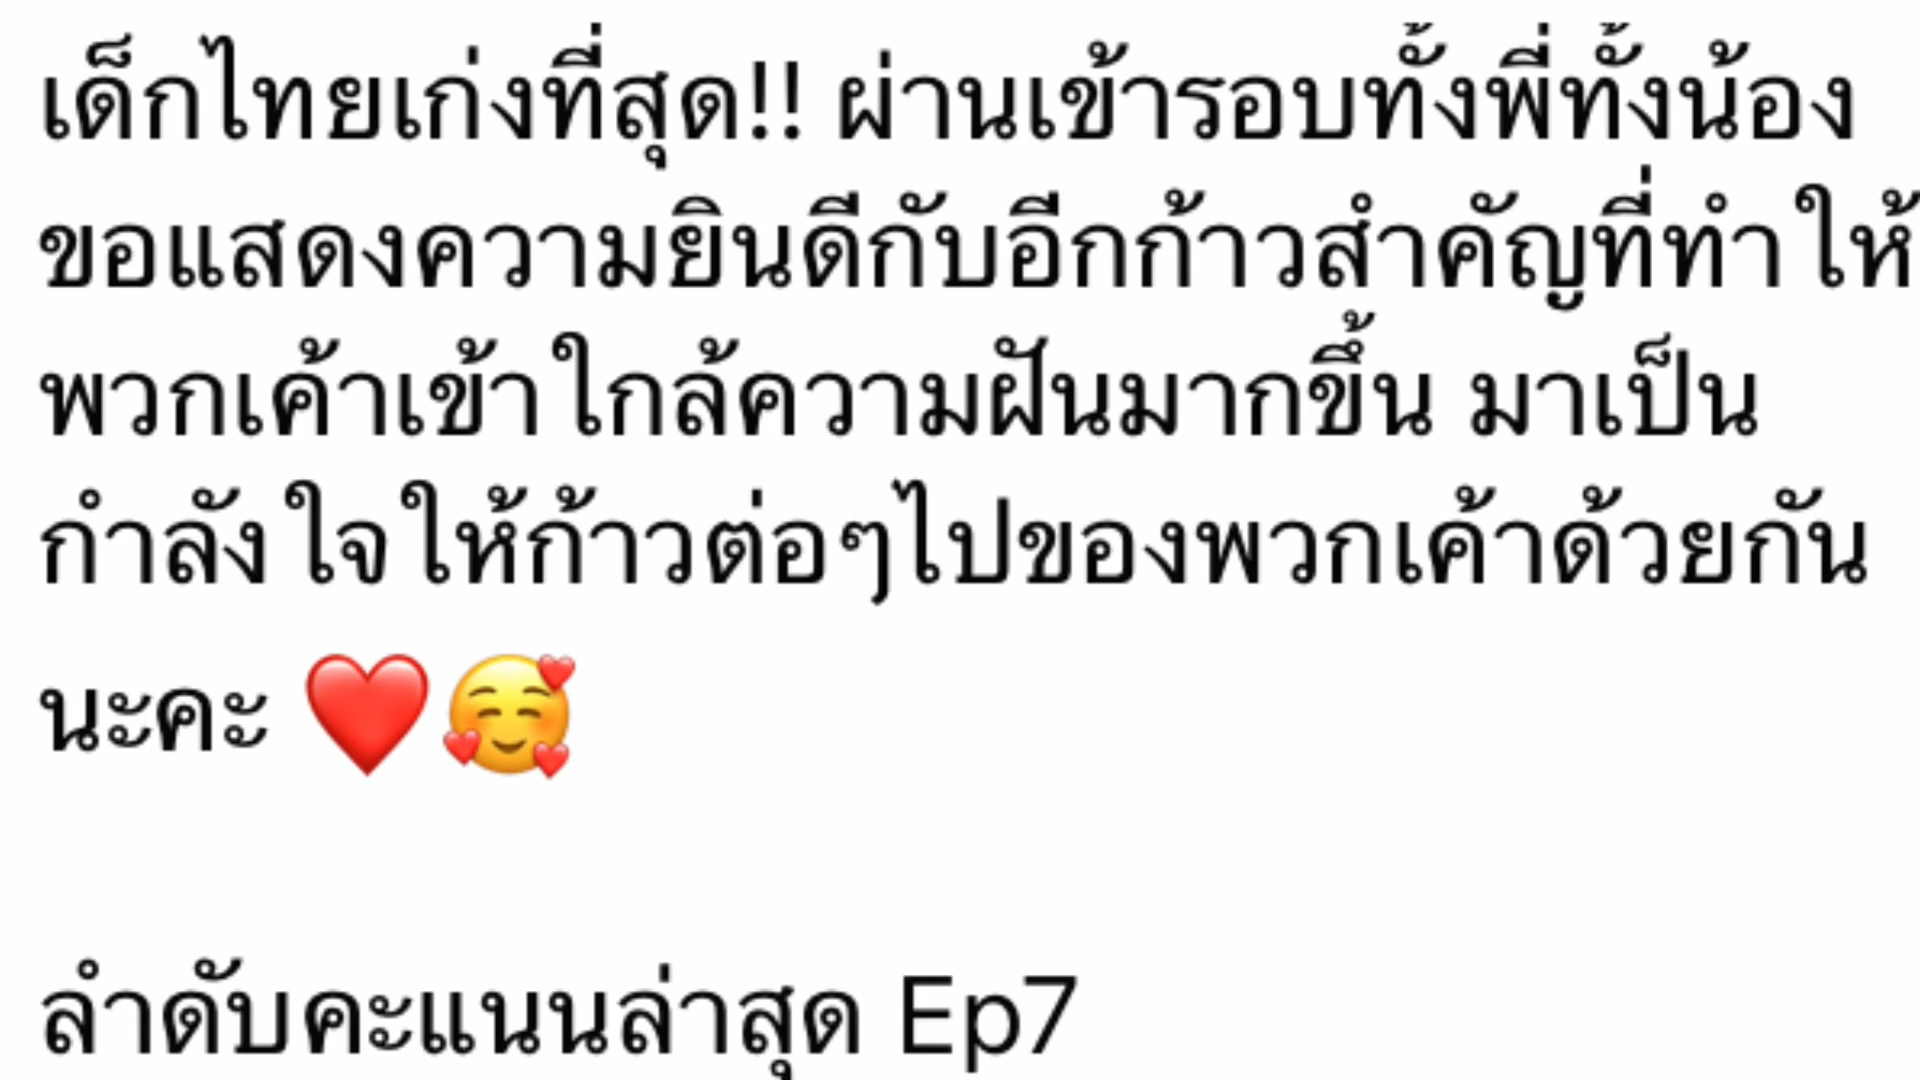 เด็กไทยเก่งที่สุด!! ผ่านเข้ารอบทั้งพี่ทั้งน้อง
ขอแสดงความยินดีกับอีกก้าวสำคัญที่ทำให้
พวกเค้าเข้าใกล้ความฝันมากขึ้น มาเป็น
กำลังใจให้ก้าวต่อๆไปของพวกเค้าด้วยกัน
นะคะ ❤️🥰
ลำดับคะแนนล่าสุด Ep7